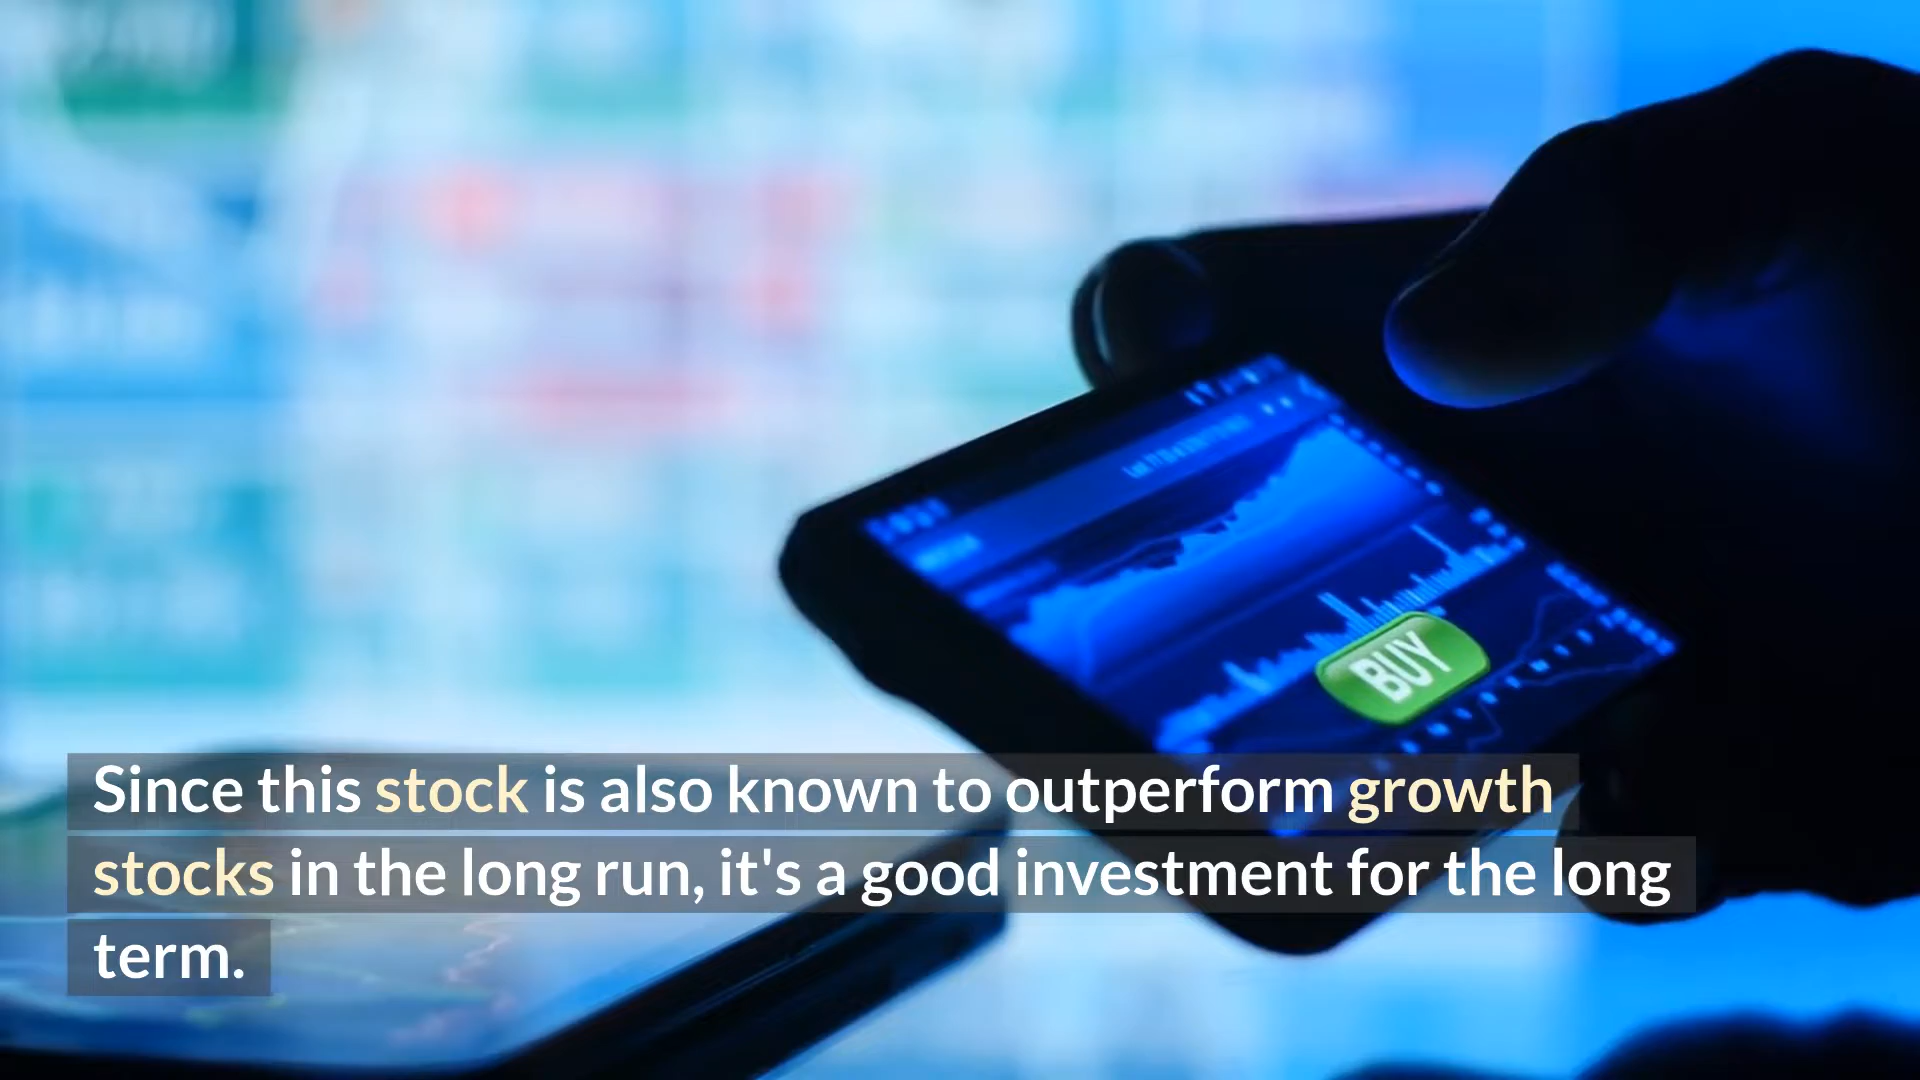 BUY
Since this stock is also known to outperform growth
stocks in the long run, it's a good investment for the long
term.